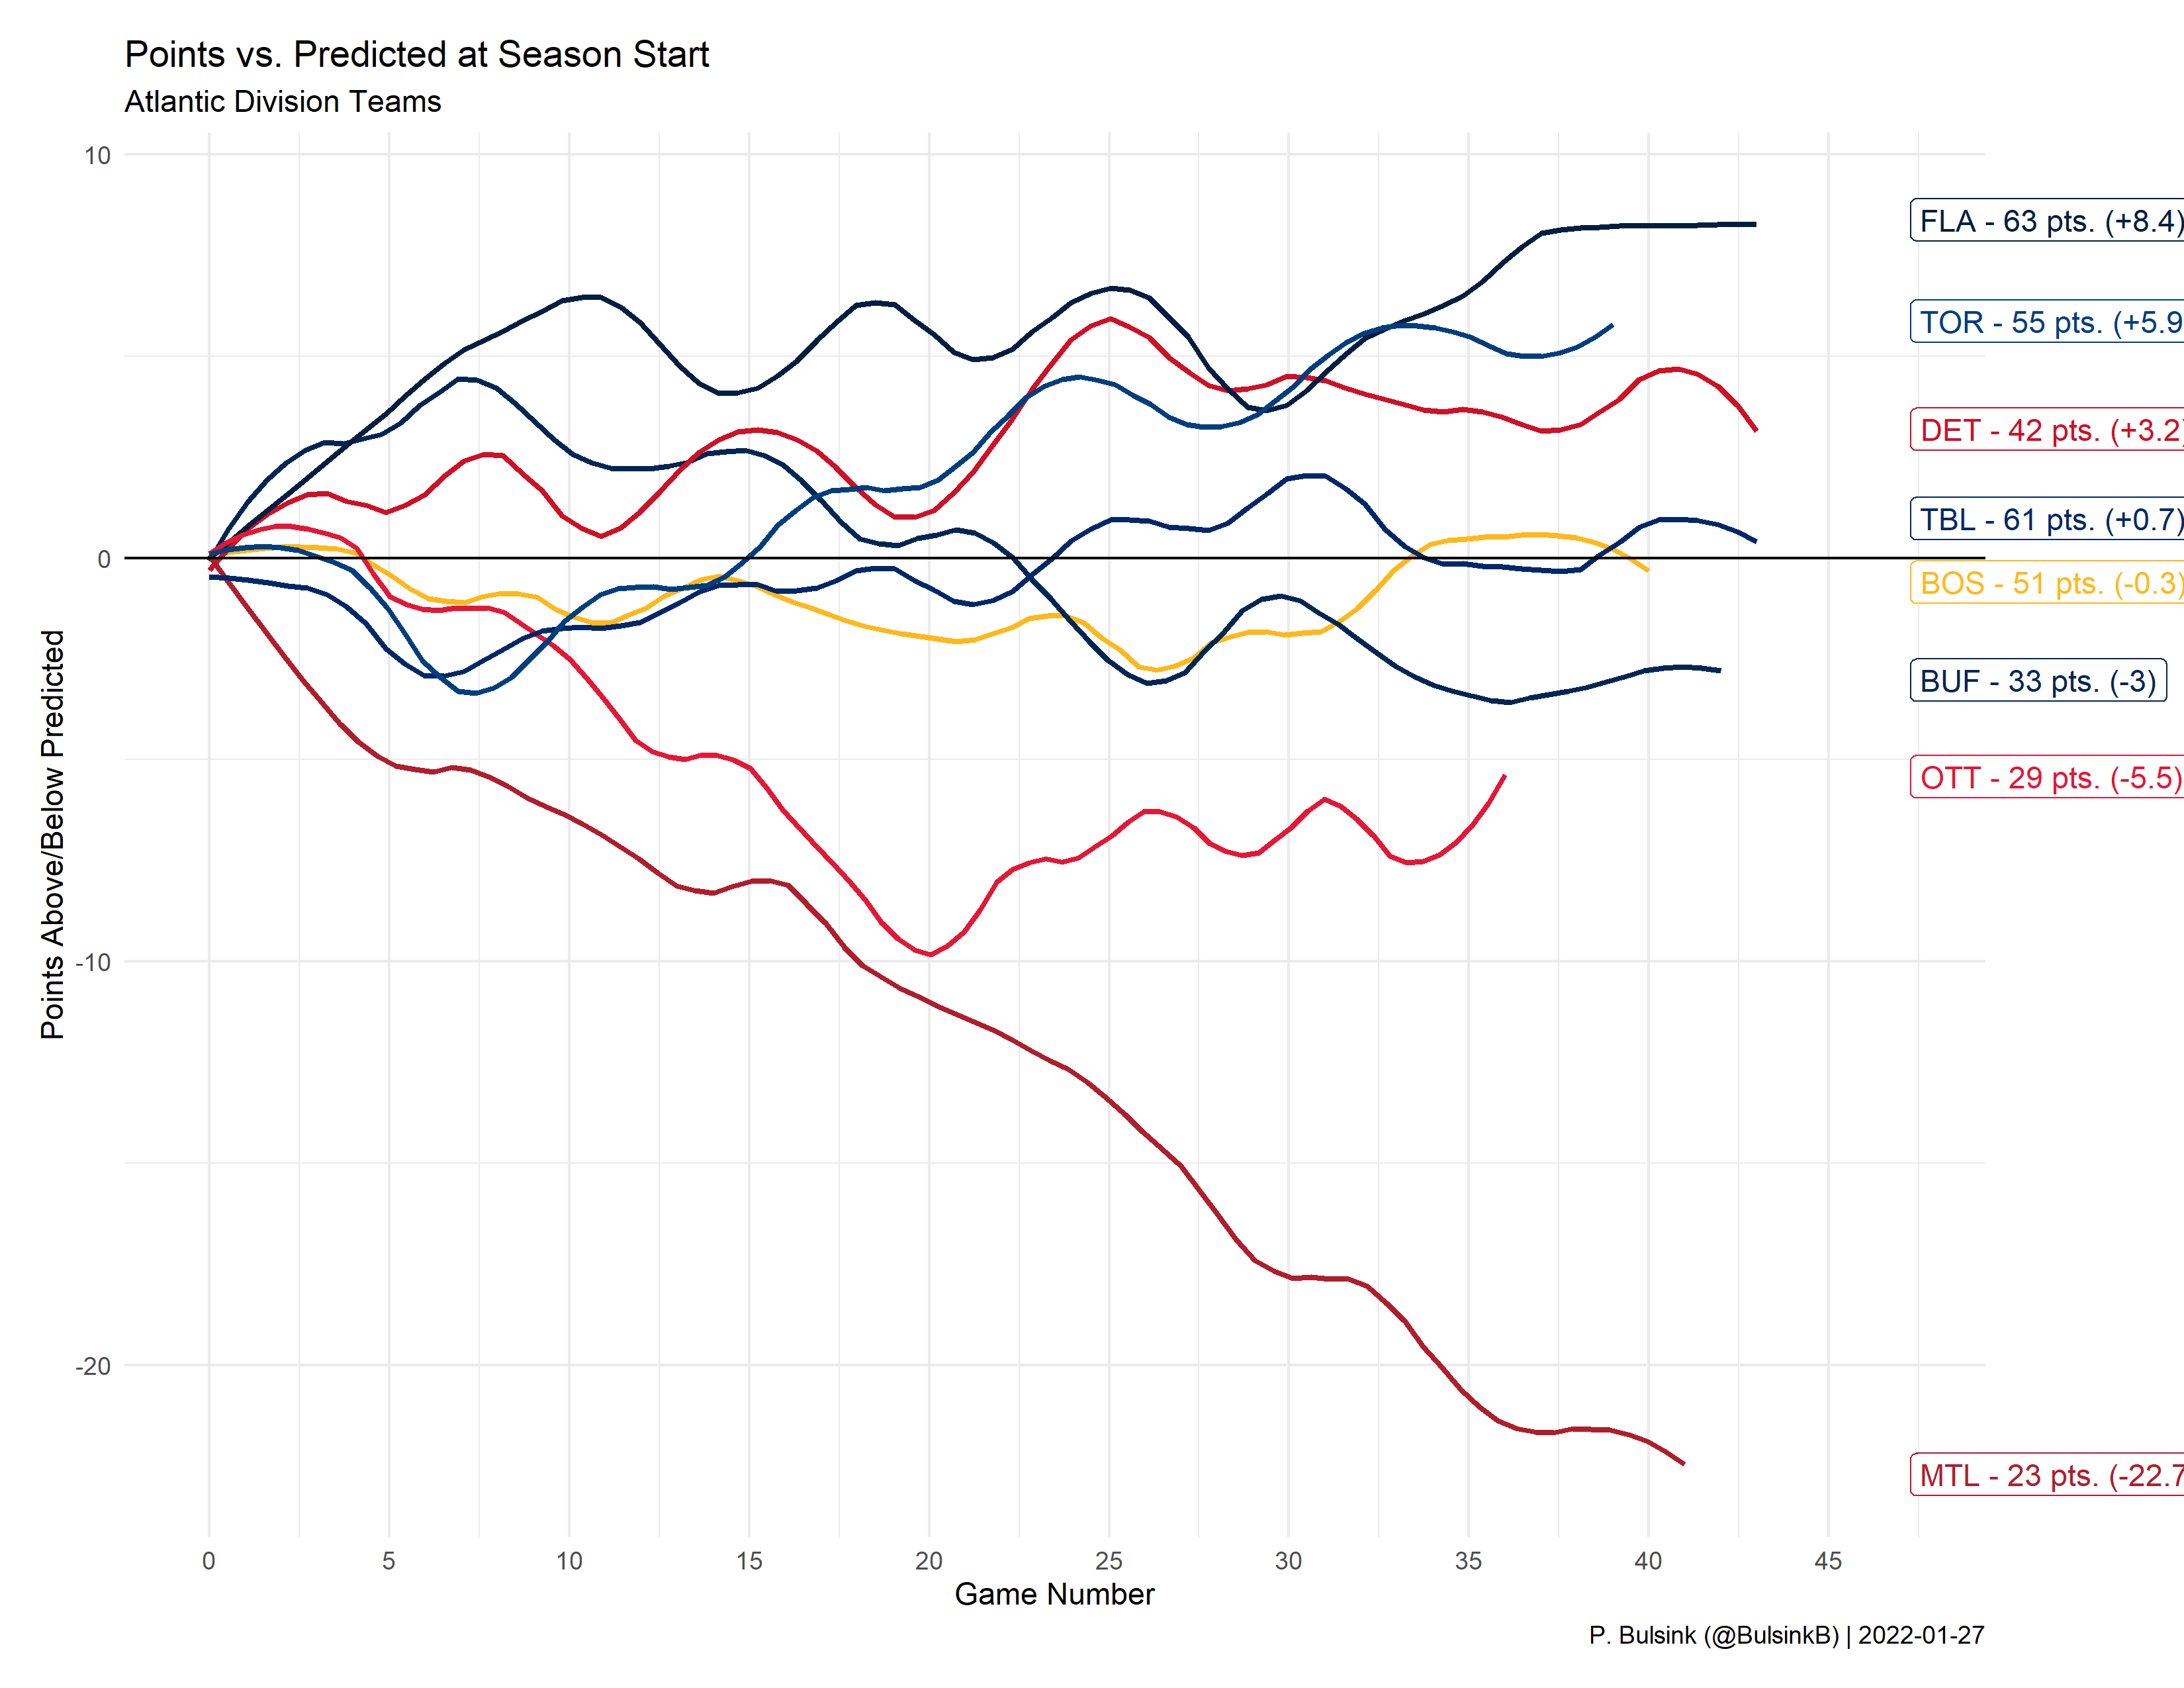 Points vs. Predicted at Season Start
Atlantic Division Teams
Points Above/Below Predicted
10
0
-10
-20
FLA - 63 pts. (+8.4)
TOR - 55 pts. (+5.9
DET - 42 pts. (+3.2)
TBL - 61 pts. (+0.7)
BOS - 51 pts. (-0.3)
BUF - 33 pts. (-3)
OTT - 29 pts. (-5.5)
MTL - 23 pts. (-22.7
0 5 10 15 20 25 30 35 40 45
Game Number
P. Bulsink (@BulsinkB) | 2022-01-27